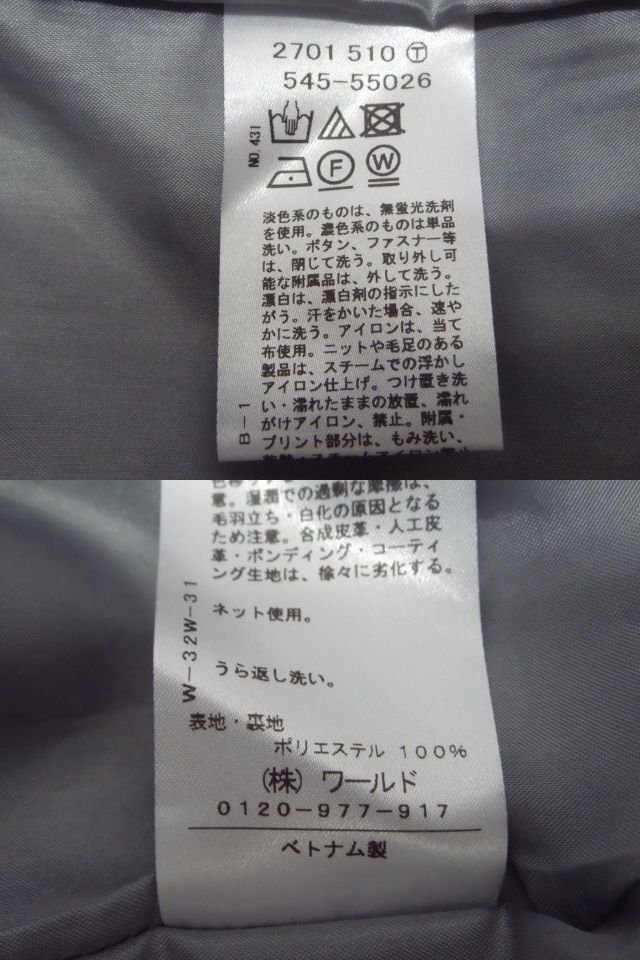 2701 510 Ⓣ
545-55026
NO.431
F
W
淡色系のものは、無蛍光洗剤
を使用。濃色系のものは単品
洗い。ボタン、ファスナー等
は、閉じて洗う。取り外し可
能な附属品は、外して洗う。
漂白は、漂白剤の指示にした
がう。汗をかいた場合、速や
かに洗う。アイロンは、当て
布使用。ニットや毛足のある
製品は、スチームでの浮かし
アイロン仕上げ。つけ置き洗
い・濡れたままの放置、濡れ
がけアイロン、禁止。附属・
プリント部分は、もみ洗い、
B-1
意。湿潤での過剰な摩擦は、
毛羽立ち・白化の原因となる
ため注意。合成皮革・人工皮
革・ボンディング・コーティ
ング生地は、徐々に劣化する。
W-32W-31
ネット使用。
うら返し洗い。
表地・裏地
ポリエステル 100%
(株) ワールド
0120-977-917
ベトナム製